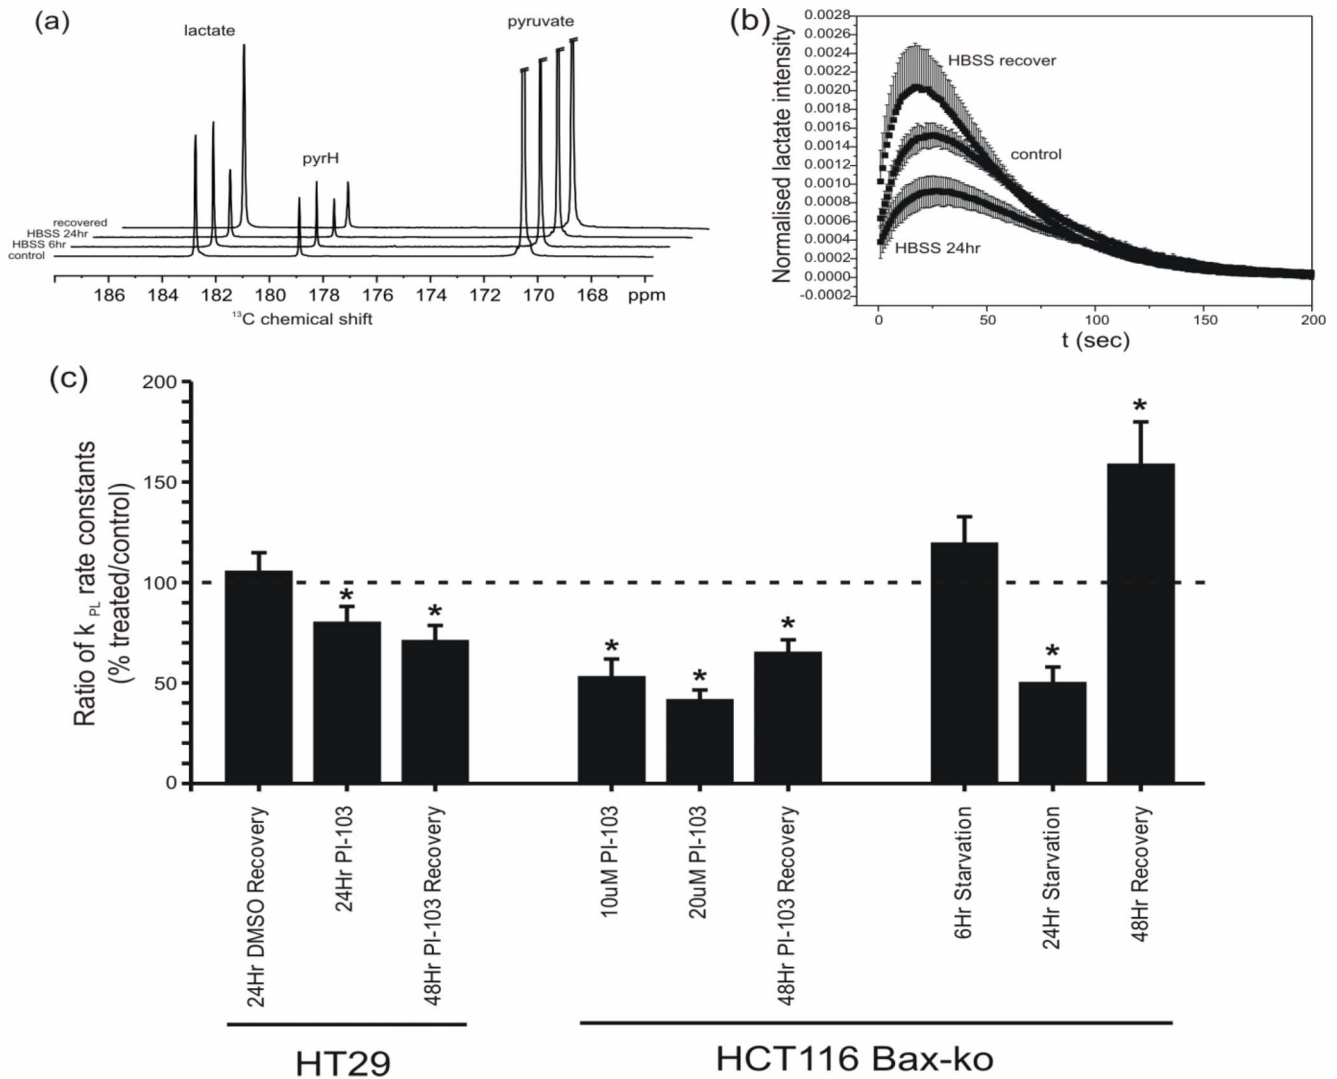 (a)
lactate
pyruvate
pyrH
recovered
HBSS 24hr
HBSS 6hr
control
186 184 182 180 178 176 174 172 170 168 ppm
13C chemical shift
(b)
Normalised lactate intensity
0.0028
0.0026
0.0024
0.0022
0.0020
0.0018
0.0016
0.0014
0.0012
0.0010
0.0008
0.0006
0.0004
0.0002
0.0000
-0.0002
HBSS recover
control
HBSS 24hr
0 50 100 150 200
t (sec)
(c)
Ratio of k PL rate constants
(% treated/control)
200
150
100
50
0
* * * * * * *
24Hr DMSO Recovery
24Hr PI-103
48Hr PI-103 Recovery
10uM PI-103
20uM PI-103
48Hr PI-103 Recovery
6Hr Starvation
24Hr Starvation
48Hr Recovery
HT29
HCT116 Bax-ko